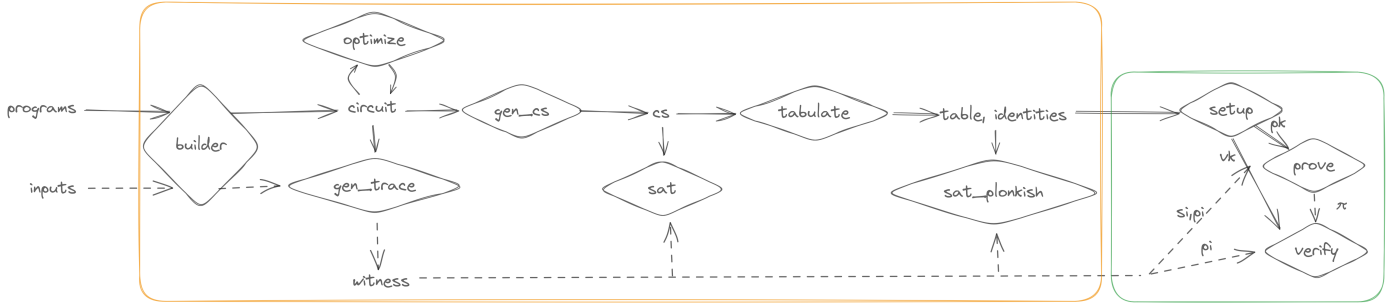 optimize
programs
circuit
gen_cs
cs
tabulate
table, identities
setup
pk
builder
vk
prove
inputs
gen_trace
sat
sat_plonkish
si,pi
π
pi
verify
witness